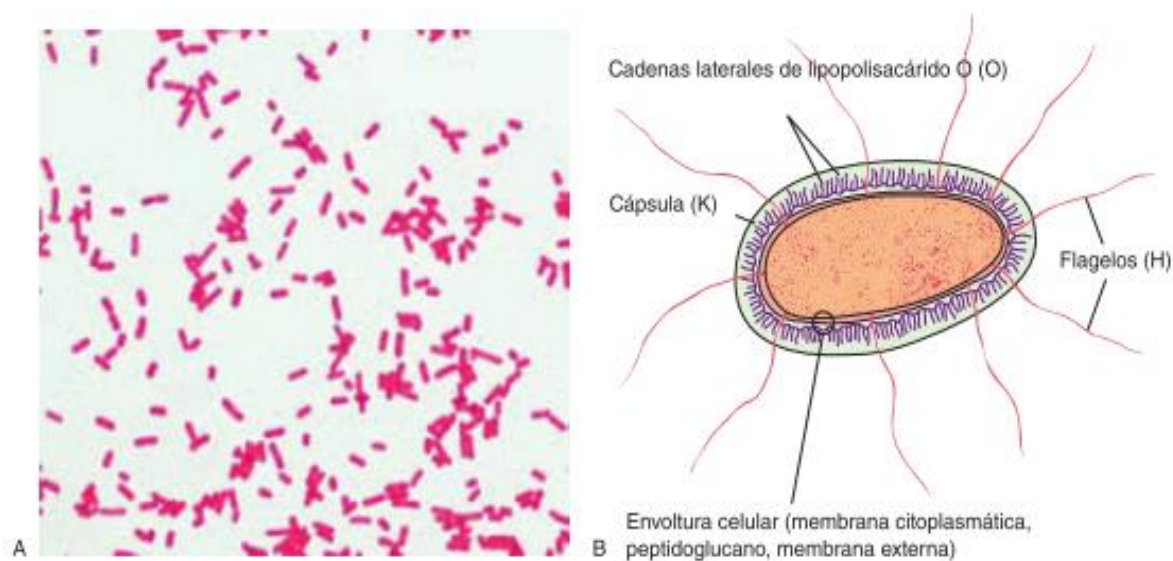 Cadenas laterales de lipopolisacárido O (O)
Cápsula (K)
Flagelos (H)
Envoltura celular (membrana citoplasmática,
peptidoglucano, membrana externa)
A
B